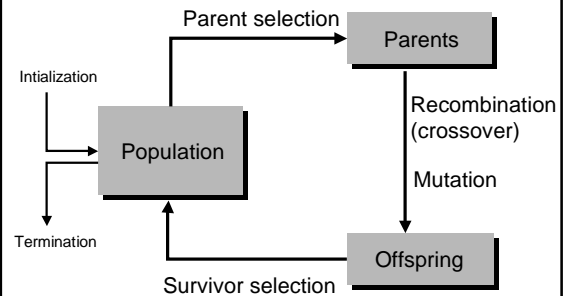 Parent selection
Parents
Intialization
Recombination
(crossover)
Population
Mutation
Termination
Offspring
Survivor selection